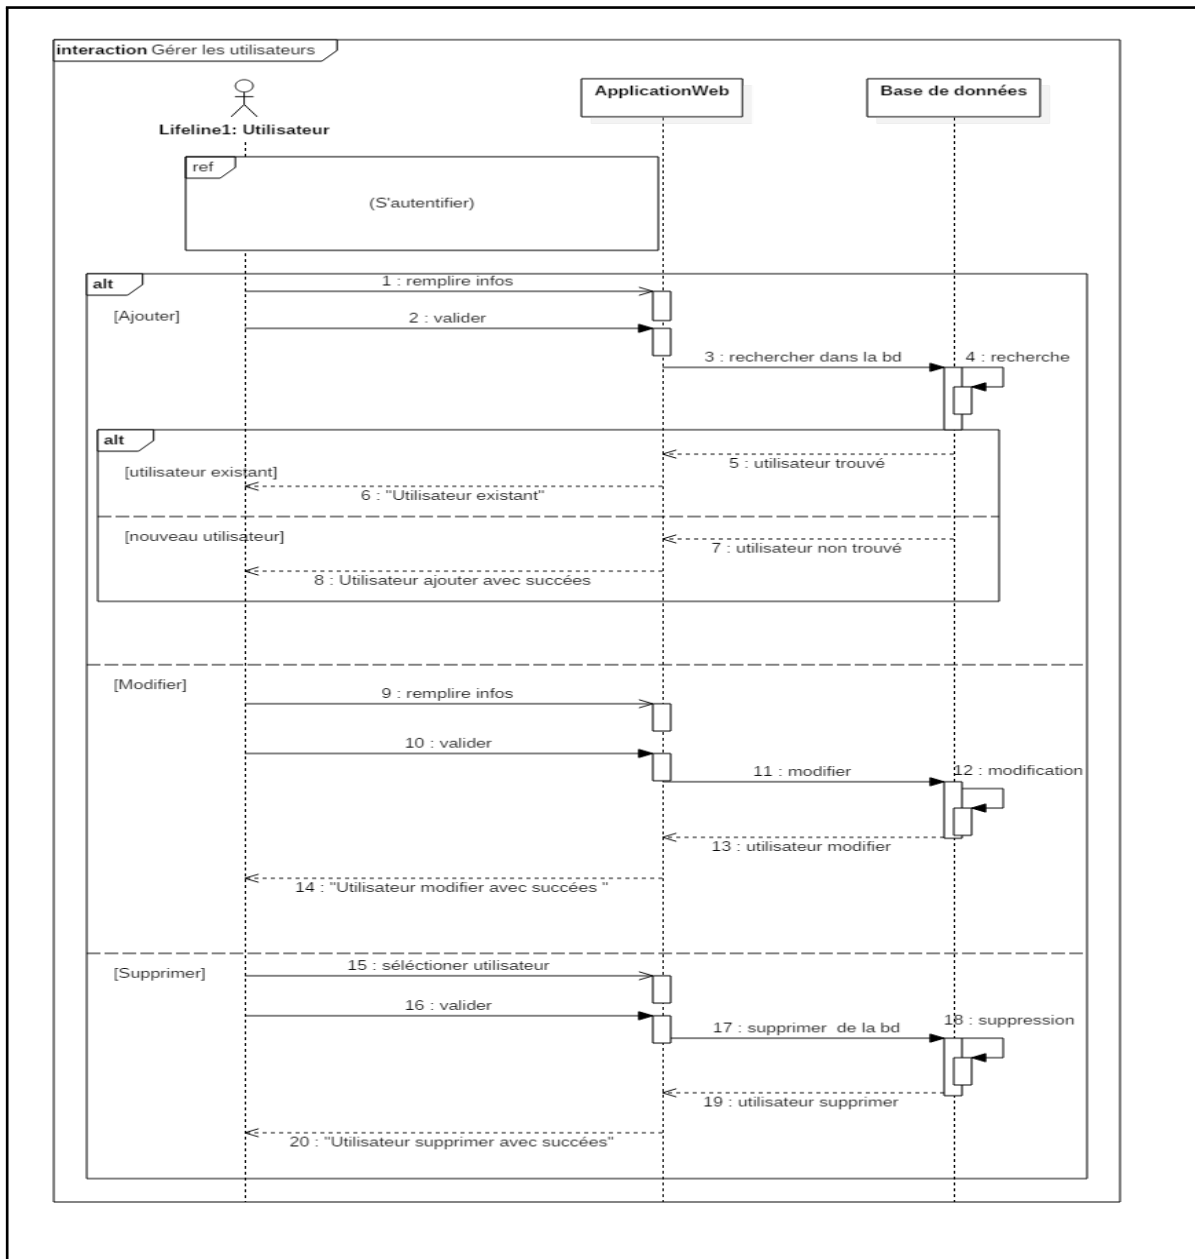 interaction Gérer les utilisateurs
ApplicationWeb
Base de données
Lifeline1: Utilisateur
ref
(S'autentifier)
alt
1 : remplire infos
[Ajouter]
2 : valider
3 : rechercher dans la bd
4 : recherche
alt
5 : utilisateur trouvé
[utilisateur existant]
6 : "Utilisateur existant"
[nouveau utilisateur]
7 : utilisateur non trouvé
8 : Utilisateur ajouter avec succées
[Modifier]
9 : remplire infos
10 : valider
11 : modifier
12 : modification
13 : utilisateur modifier
14 : "Utilisateur modifier avec succées "
[Supprimer]
15 : séléctioner utilisateur
16 : valider
17 : supprimer  de la bd
18 : suppression
19 : utilisateur supprimer
20 : "Utilisateur supprimer avec succées"